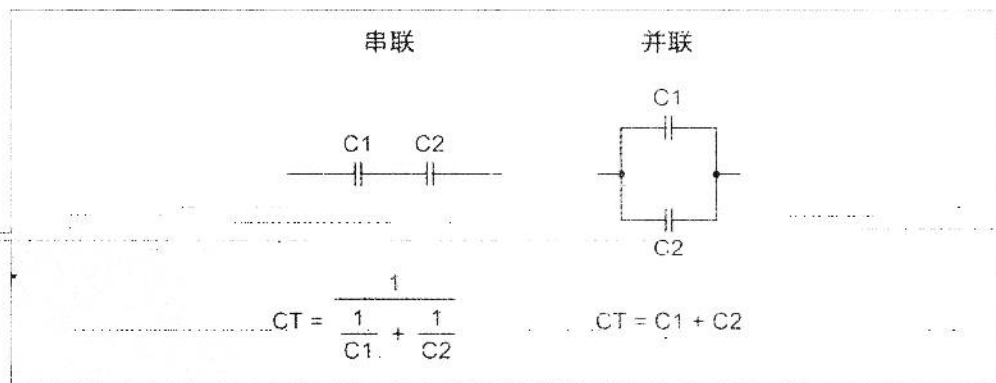 串联 并联
C1
C1 C2
C2
CT = 1 / (1/C1 + 1/C2)
CT = C1 + C2